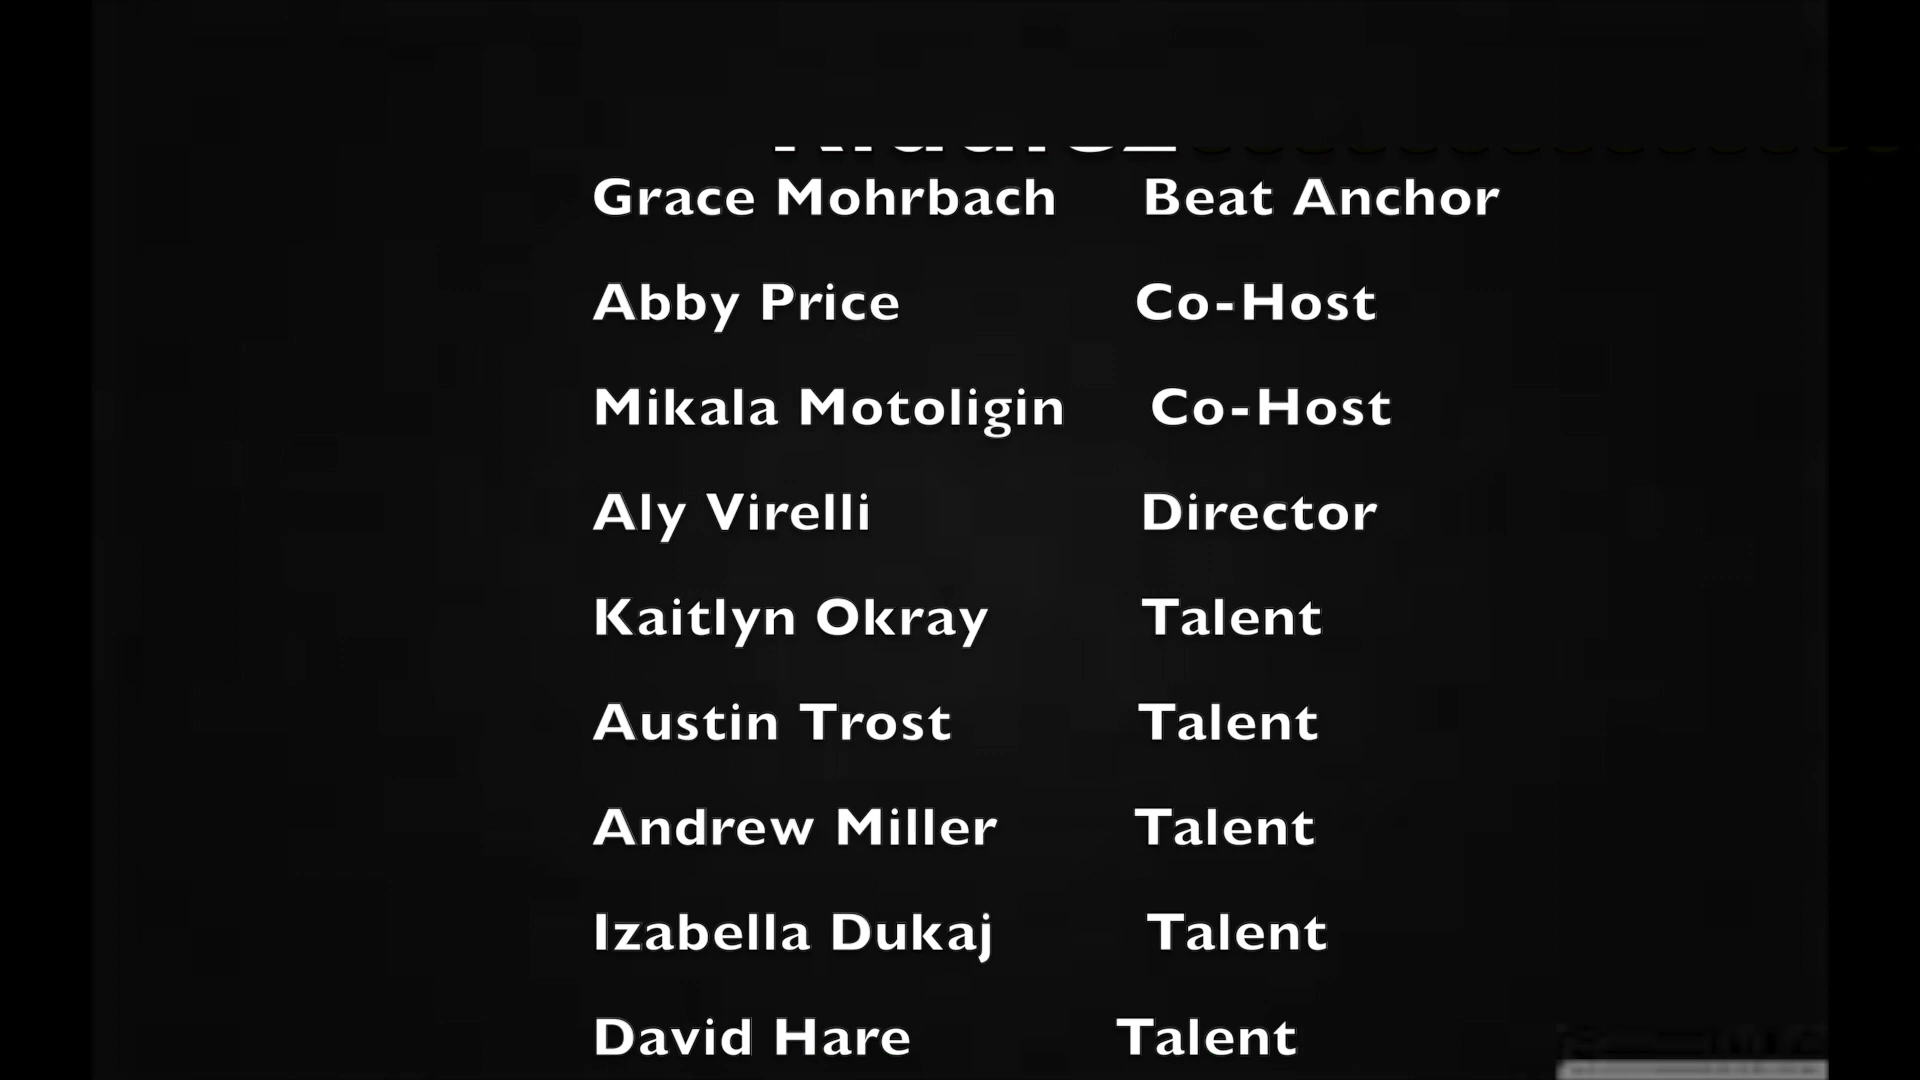 Grace Mohrbach Beat Anchor
Abby Price Co-Host
Mikala Motoligin Co-Host
Aly Virelli Director
Kaitlyn Okray Talent
Austin Trost Talent
Andrew Miller Talent
Izabella Dukaj Talent
David Hare Talent